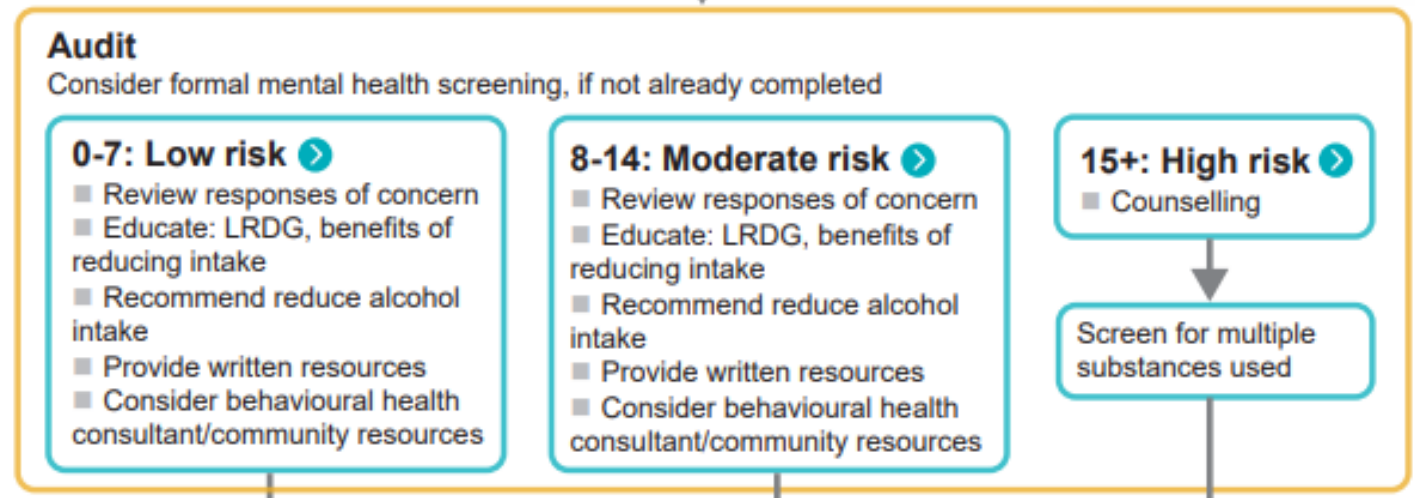 Audit
Consider formal mental health screening, if not already completed
0-7: Low risk
■ Review responses of concern
■ Educate: LRDG, benefits of
reducing intake
■ Recommend reduce alcohol
intake
■ Provide written resources
■ Consider behavioural health
consultant/community resources
8-14: Moderate risk
■ Review responses of concern
■ Educate: LRDG, benefits of
reducing intake
■ Recommend reduce alcohol
intake
■ Provide written resources
■ Consider behavioural health
consultant/community resources
15+: High risk
■ Counselling
Screen for multiple
substances used